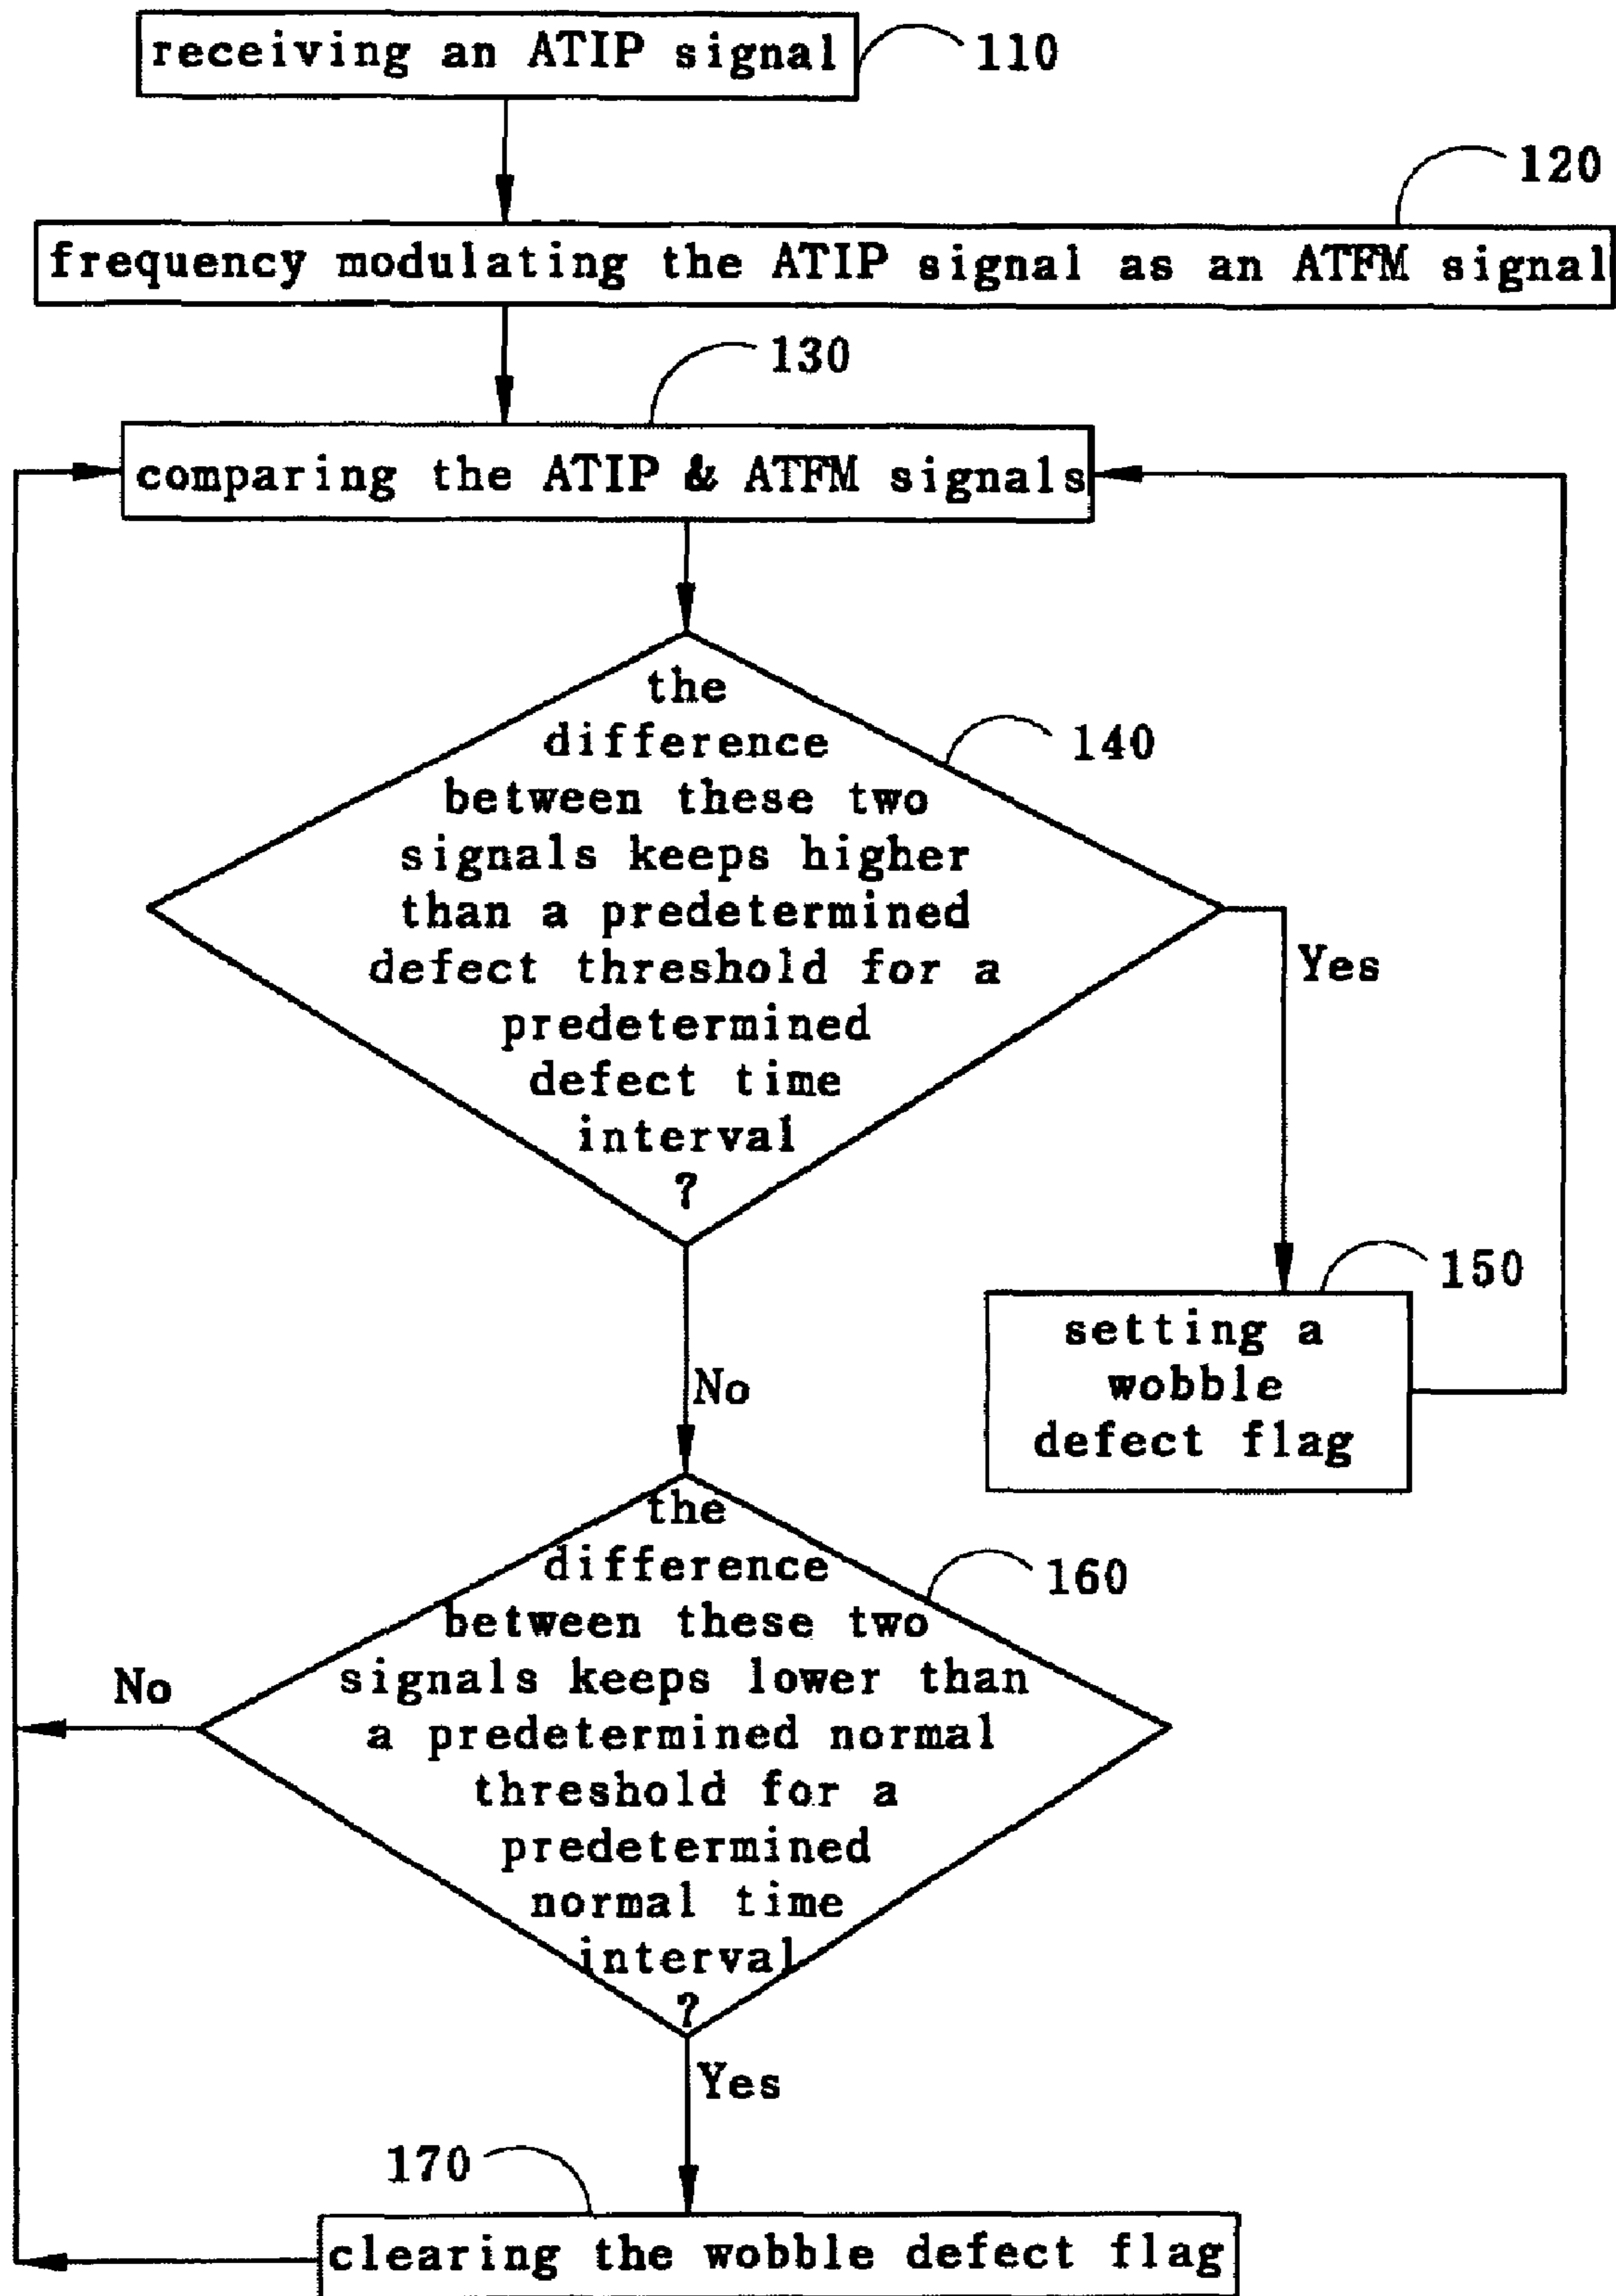 receiving an ATIP signal
110
120
frequency modulating the ATIP signal as an ATFM signal
130
comparing the ATIP & ATFM signals
the
difference
between these two
signals keeps higher
than a predetermined
defect threshold for a
predetermined
defect time
interval
?
140
Yes
150
setting a
wobble
defect flag
No
the
difference
between these two
signals keeps lower than
a predetermined normal
threshold for a
predetermined
normal time
interval
?
160
No
Yes
170
clearing the wobble defect flag